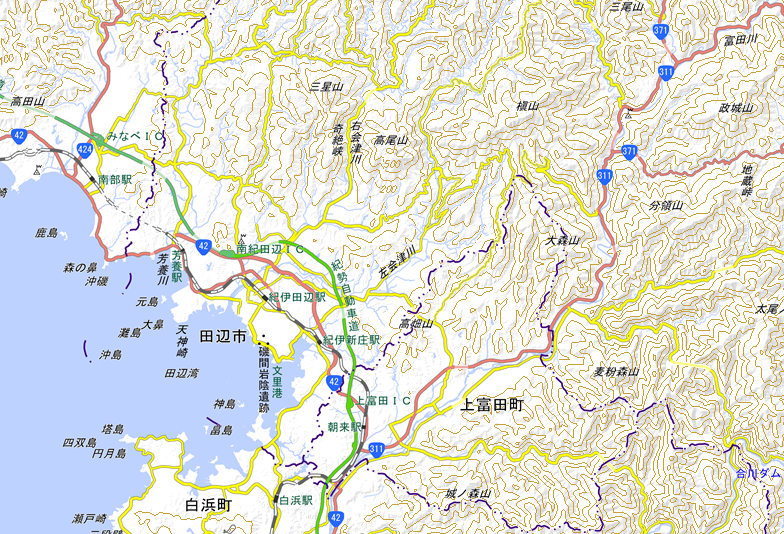 三尾山
371
富田川
311
高田山
三星山
槇山
政城山
42
みなべIC
424
奇絶峡
右会津川
高尾山
500
371
地蔵峠
南部駅
311
分領山
鹿島
芳養駅
芳養川
42
南紀田辺IC
大森山
森の鼻
沖磯
左会津川
紀勢自動車道
元島
紀伊田辺駅
太尾
灘島
大鼻
天神崎
田辺市
高畑山
沖島
磯間岩陰遺跡
紀伊新庄駅
田辺湾
文里港
42
麦粉森山
神島
上富田IC
上富田町
塔島
畠島
朝来駅
四双島
円月島
311
合川ダム
白浜町
白浜駅
城ノ森山
瀬戸崎
42